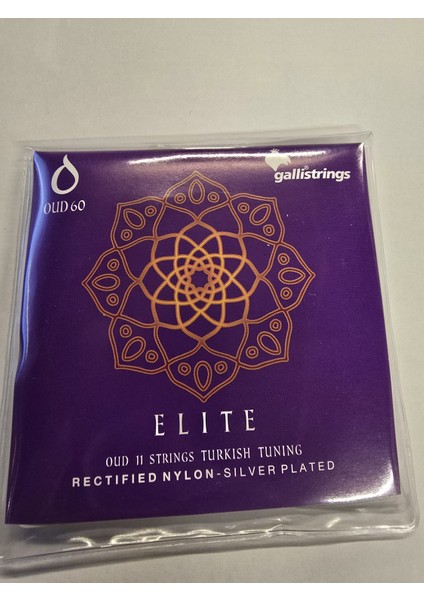 OUD 60
gallistrings
ELITE
OUD 11 STRINGS TURKISH TUNING
RECTIFIED NYLON-SILVER PLATED